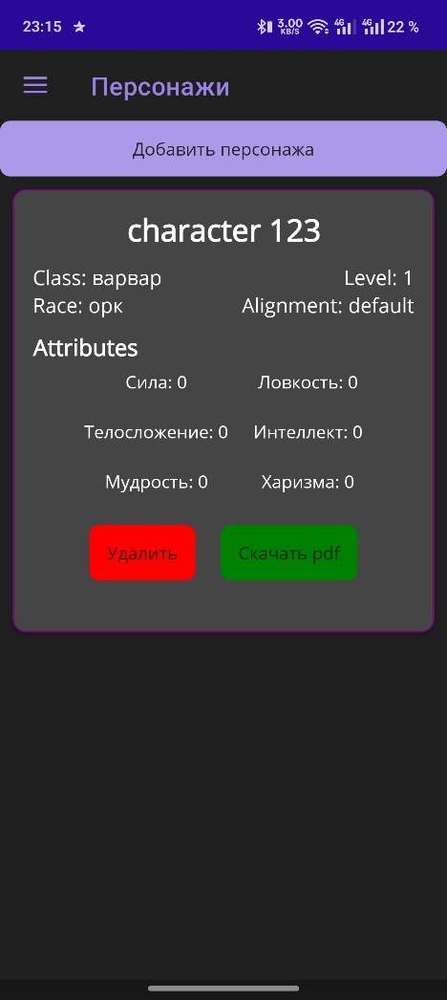 23:15 3.00 KB/S 4G 4G 22 %
Персонажи
Добавить персонажа
character 123
Class: варвар Level: 1
Race: орк Alignment: default
Attributes
Сила: 0 Ловкость: 0
Телосложение: 0 Интеллект: 0
Мудрость: 0 Харизма: 0
Удалить Скачать pdf